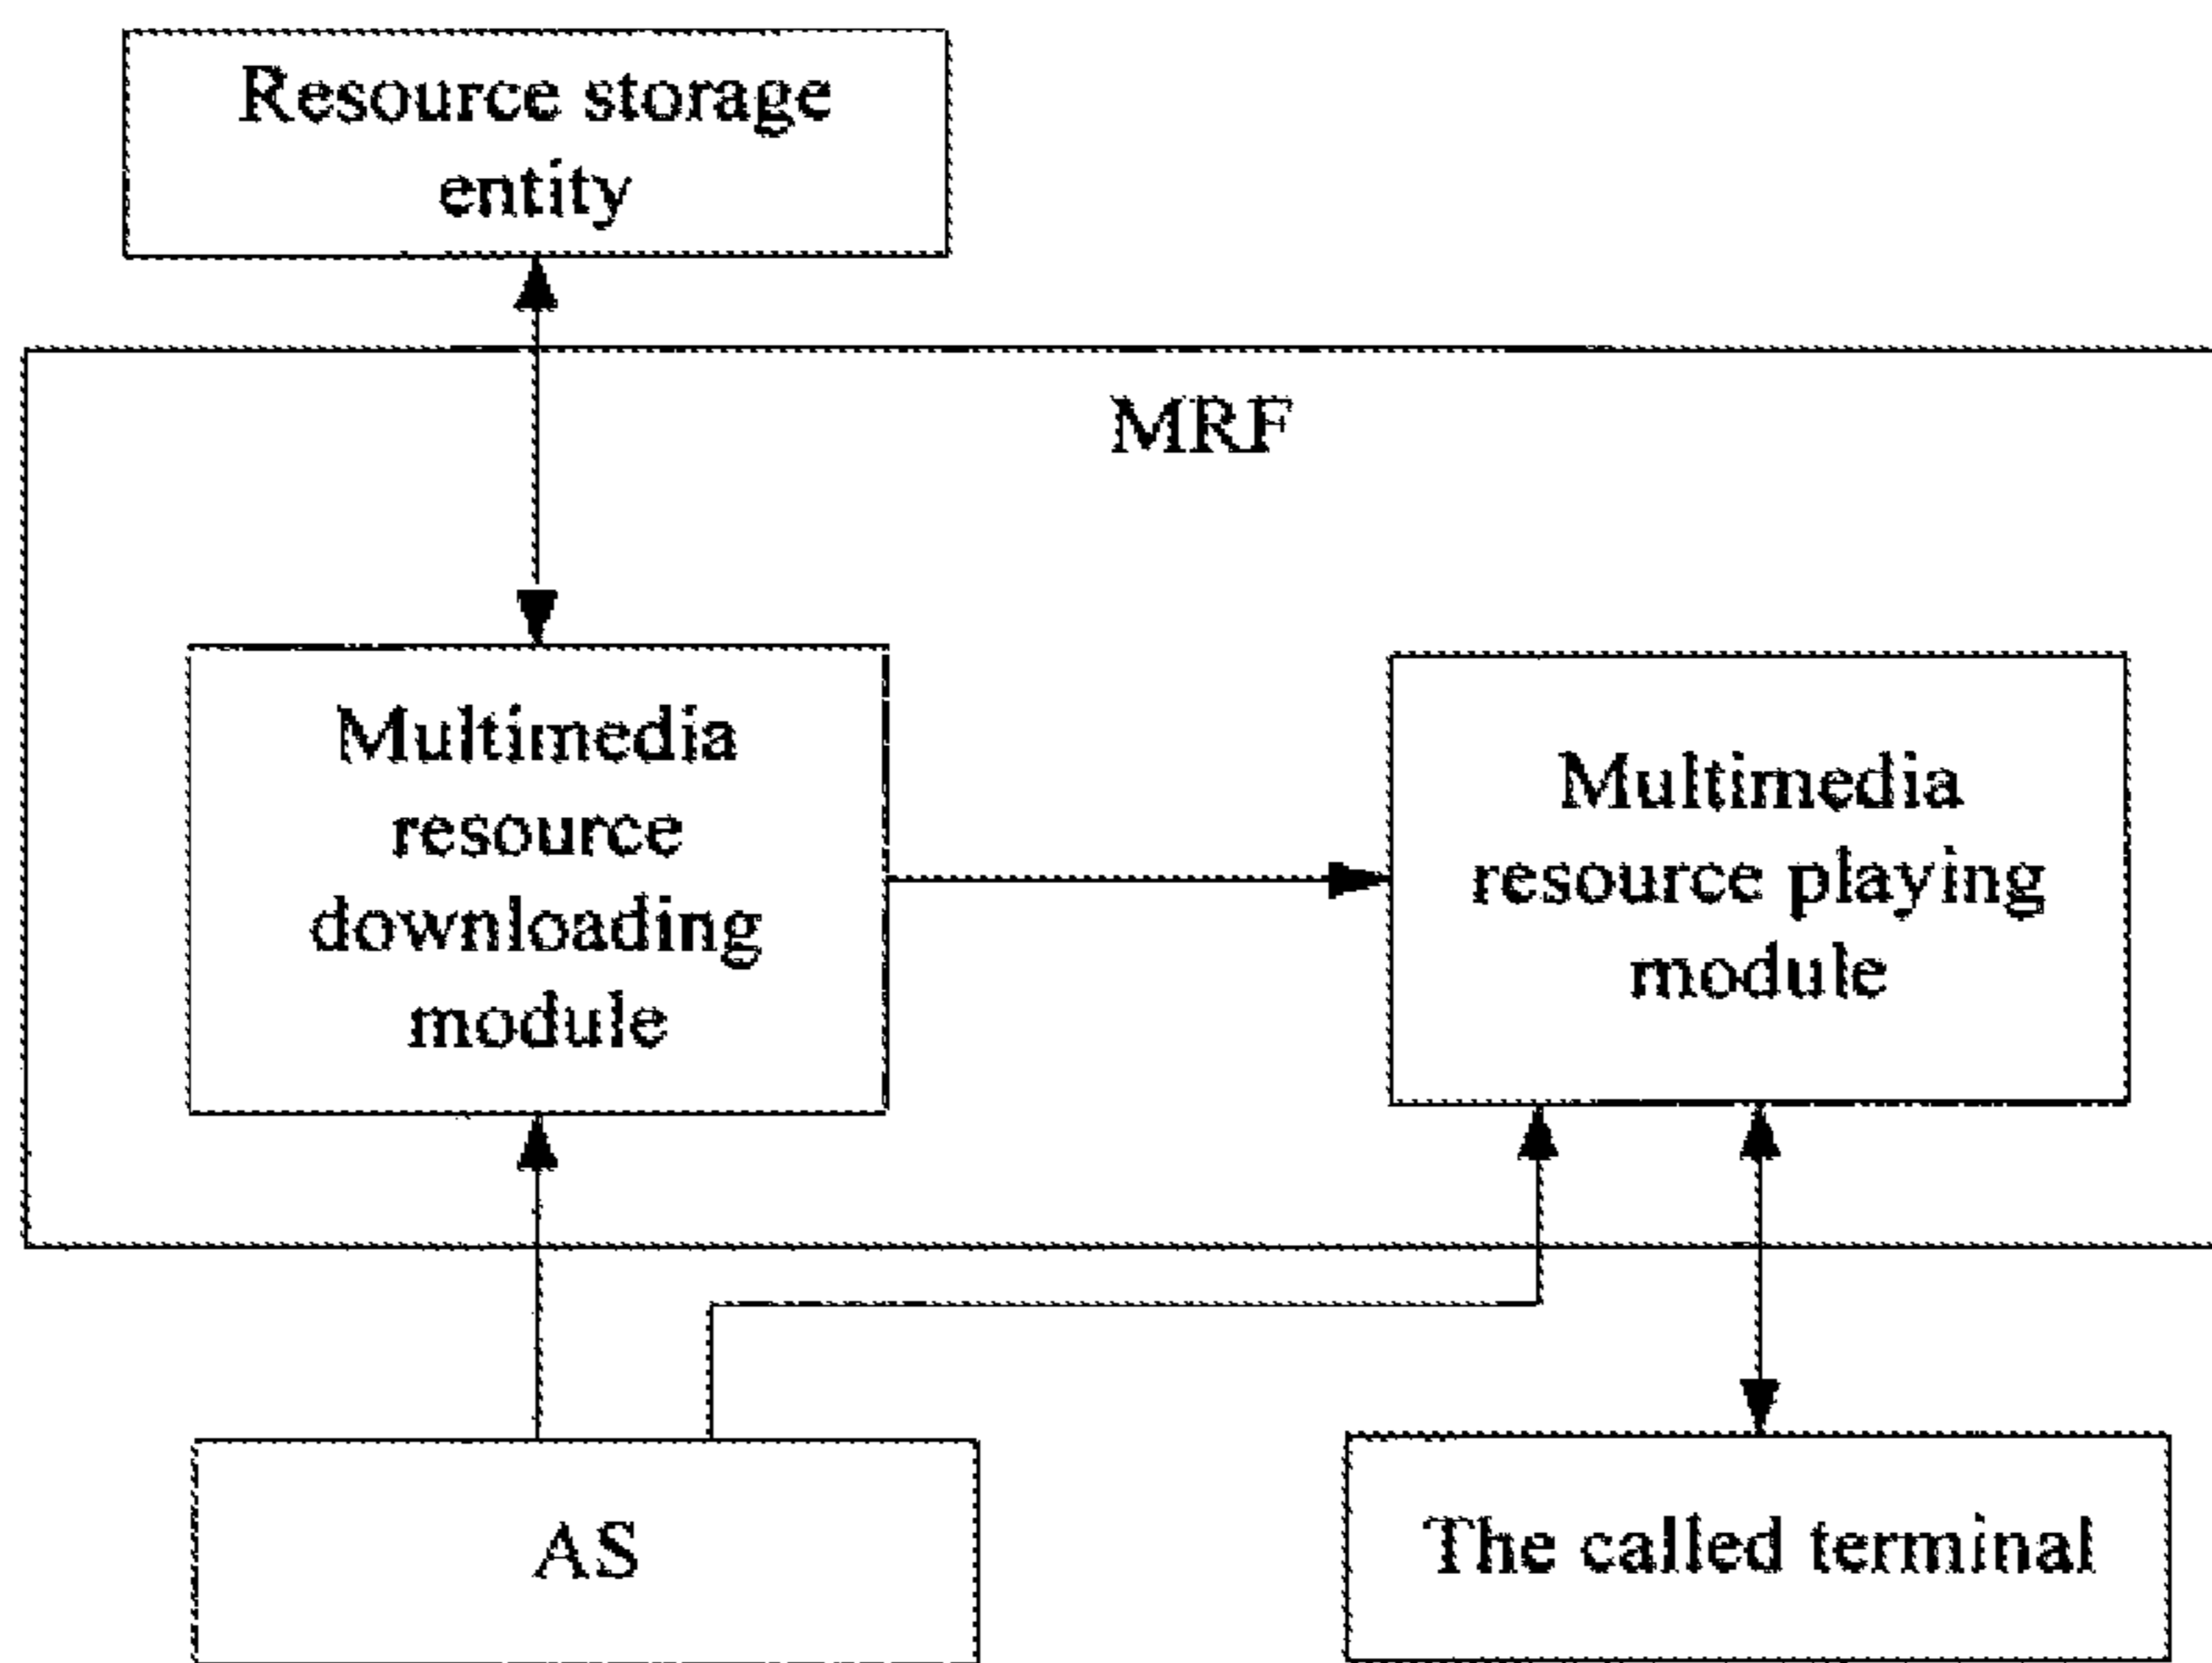 Resource storage
entity
MRF
Multimedia
resource
downloading
module
Multimedia
resource playing
module
AS
The called terminal